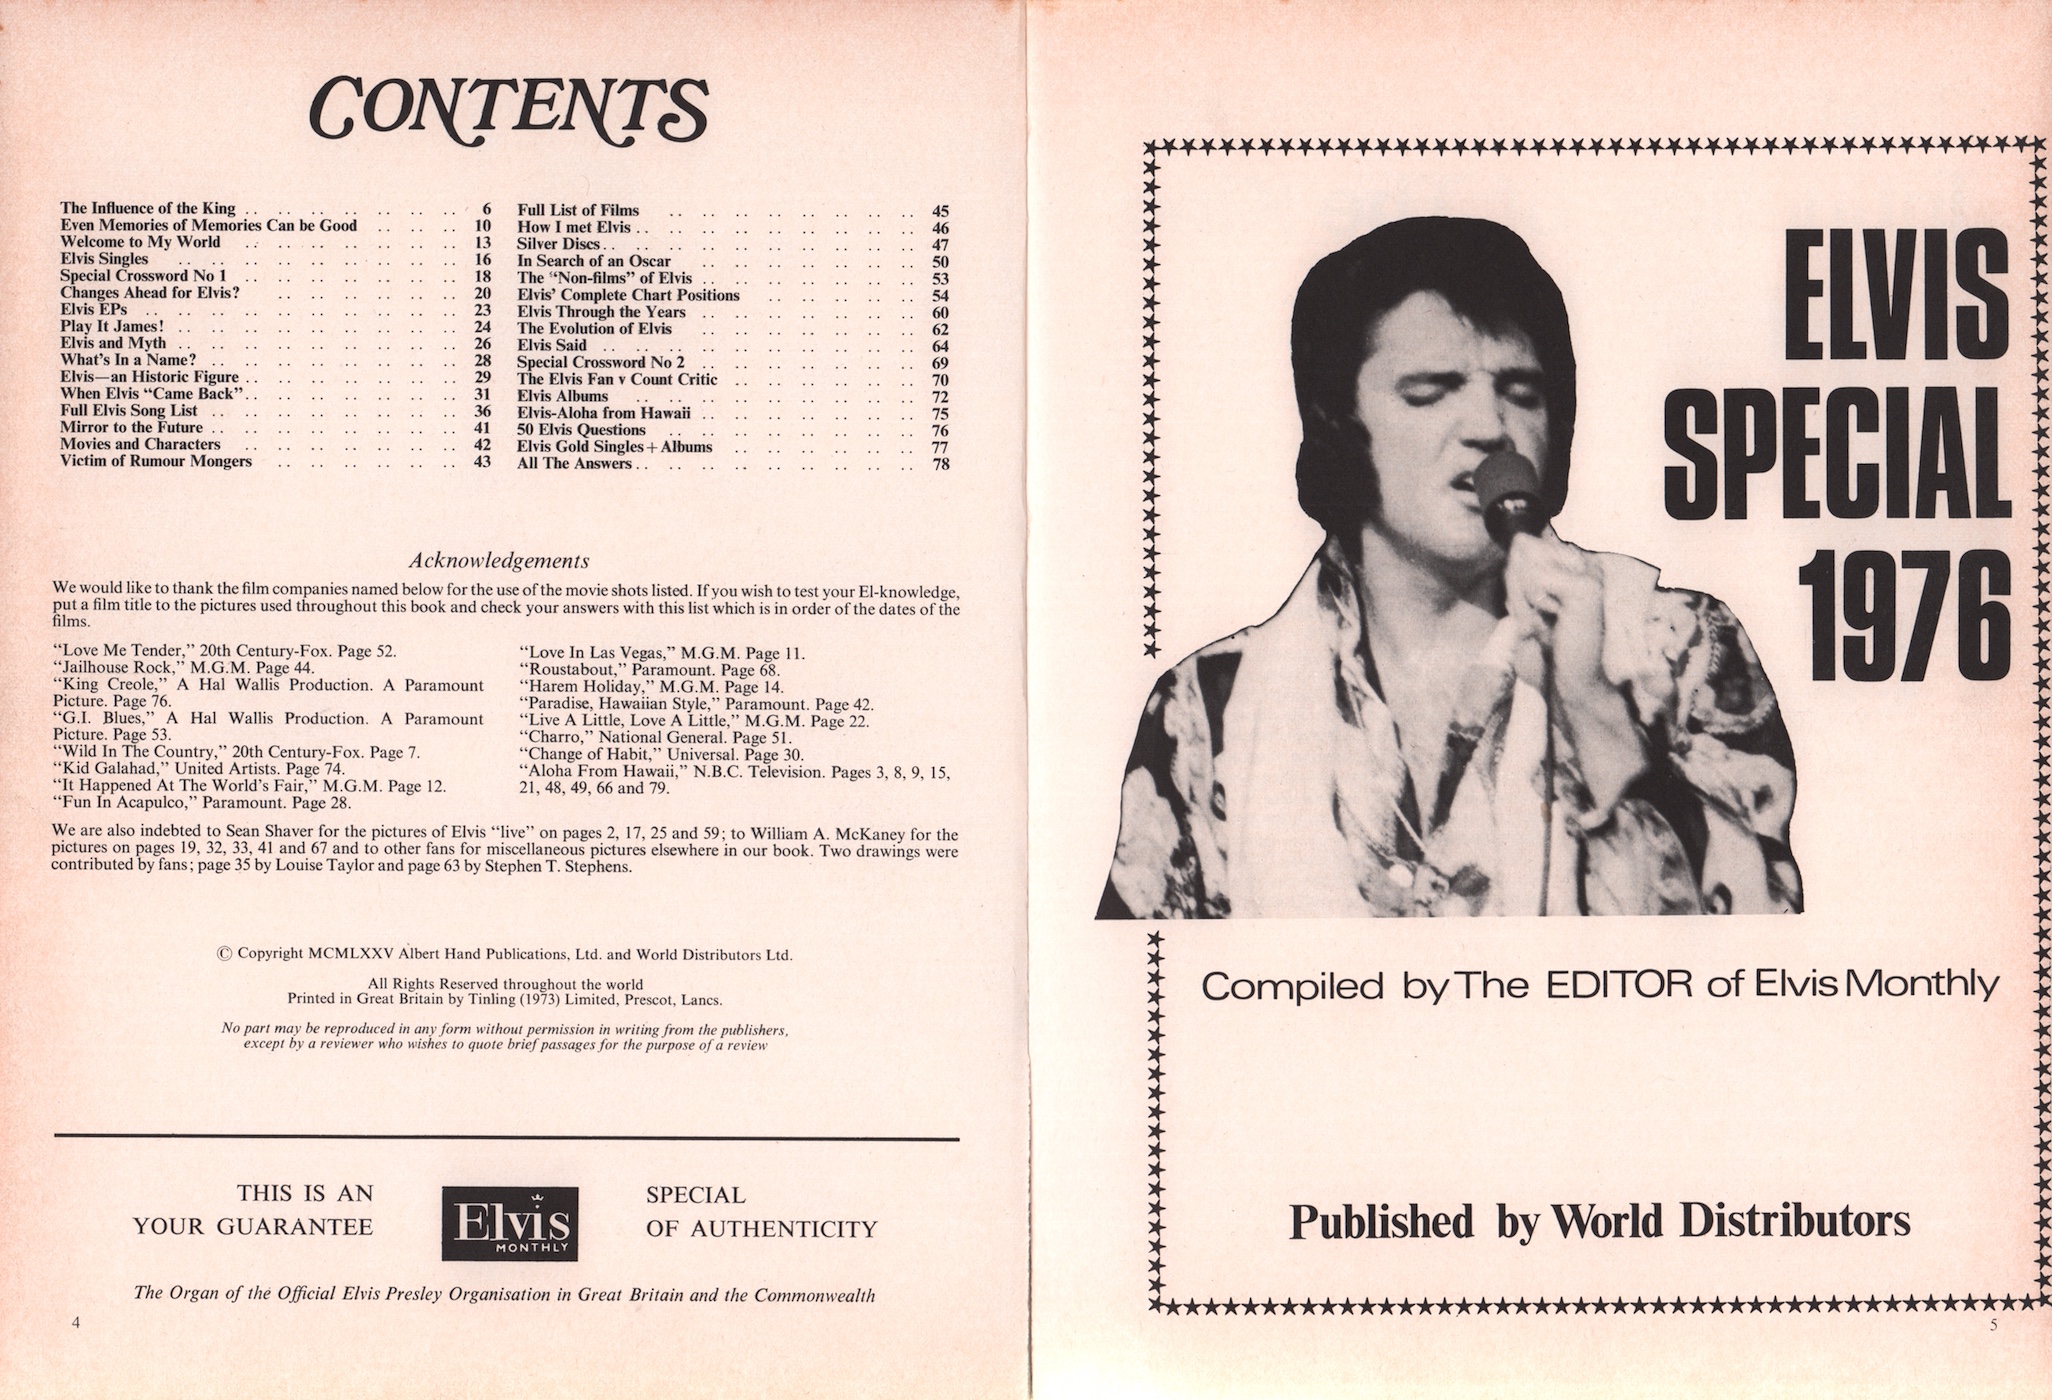 CONTENTS
The Influence of the King .. .. .. .. .. .. .. 6
Even Memories of Memories Can be Good .. .. .. 10
Welcome to My World .. .. .. .. .. .. .. 13
Elvis Singles .. .. .. .. .. .. .. .. .. 16
Special Crossword No 1 .. .. .. .. .. .. .. 18
Changes Ahead for Elvis? .. .. .. .. .. .. 20
Elvis EPs .. .. .. .. .. .. .. .. .. .. 23
Play It James! .. .. .. .. .. .. .. .. .. 24
Elvis and Myth .. .. .. .. .. .. .. .. .. 26
What's In a Name? .. .. .. .. .. .. .. .. 28
Elvis—an Historic Figure .. .. .. .. .. .. .. 29
When Elvis “Came Back” .. .. .. .. .. .. .. 31
Full Elvis Song List .. .. .. .. .. .. .. .. 36
Mirror to the Future .. .. .. .. .. .. .. .. 41
Movies and Characters .. .. .. .. .. .. .. 42
Victim of Rumour Mongers .. .. .. .. .. .. 43
Full List of Films .. .. .. .. .. .. .. .. 45
How I met Elvis .. .. .. .. .. .. .. .. .. 46
Silver Discs .. .. .. .. .. .. .. .. .. .. 47
In Search of an Oscar .. .. .. .. .. .. .. 50
The “Non-films” of Elvis .. .. .. .. .. .. .. 53
Elvis' Complete Chart Positions .. .. .. .. .. 54
Elvis Through the Years .. .. .. .. .. .. .. 60
The Evolution of Elvis .. .. .. .. .. .. .. 62
Elvis Said .. .. .. .. .. .. .. .. .. .. 64
Special Crossword No 2 .. .. .. .. .. .. .. 69
The Elvis Fan v Count Critic .. .. .. .. .. .. 70
Elvis Albums .. .. .. .. .. .. .. .. .. 72
Elvis-Aloha from Hawaii .. .. .. .. .. .. .. 75
50 Elvis Questions .. .. .. .. .. .. .. .. 76
Elvis Gold Singles + Albums .. .. .. .. .. .. 77
All The Answers .. .. .. .. .. .. .. .. .. 78
Acknowledgements
We would like to thank the film companies named below for the use of the movie shots listed. If you wish to test your El-knowledge,
put a film title to the pictures used throughout this book and check your answers with this list which is in order of the dates of the
films.
“Love Me Tender,” 20th Century-Fox. Page 52.
“Jailhouse Rock,” M.G.M. Page 44.
“King Creole,” A Hal Wallis Production. A Paramount
Picture. Page 76.
“G.I. Blues,” A Hal Wallis Production. A Paramount
Picture. Page 53.
“Wild In The Country,” 20th Century-Fox. Page 7.
“Kid Galahad,” United Artists. Page 74.
“It Happened At The World's Fair,” M.G.M. Page 12.
“Fun In Acapulco,” Paramount. Page 28.
“Love In Las Vegas,” M.G.M. Page 11.
“Roustabout,” Paramount. Page 68.
“Harem Holiday,” M.G.M. Page 14.
“Paradise, Hawaiian Style,” Paramount. Page 42.
“Live A Little, Love A Little,” M.G.M. Page 22.
“Charro,” National General. Page 51.
“Change of Habit,” Universal. Page 30.
“Aloha From Hawaii,” N.B.C. Television. Pages 3, 8, 9, 15,
21, 48, 49, 66 and 79.
We are also indebted to Sean Shaver for the pictures of Elvis “live” on pages 2, 17, 25 and 59; to William A. McKaney for the
pictures on pages 19, 32, 33, 41 and 67 and to other fans for miscellaneous pictures elsewhere in our book. Two drawings were
contributed by fans; page 35 by Louise Taylor and page 63 by Stephen T. Stephens.
© Copyright MCMLXXV Albert Hand Publications, Ltd. and World Distributors Ltd.
All Rights Reserved throughout the world
Printed in Great Britain by Tinling (1973) Limited, Prescot, Lancs.
No part may be reproduced in any form without permission in writing from the publishers,
except by a reviewer who wishes to quote brief passages for the purpose of a review
THIS IS AN
YOUR GUARANTEE
Elvis
MONTHLY
SPECIAL
OF AUTHENTICITY
The Organ of the Official Elvis Presley Organisation in Great Britain and the Commonwealth
4
ELVIS
SPECIAL
1976
Compiled by The EDITOR of Elvis Monthly
Published by World Distributors
5